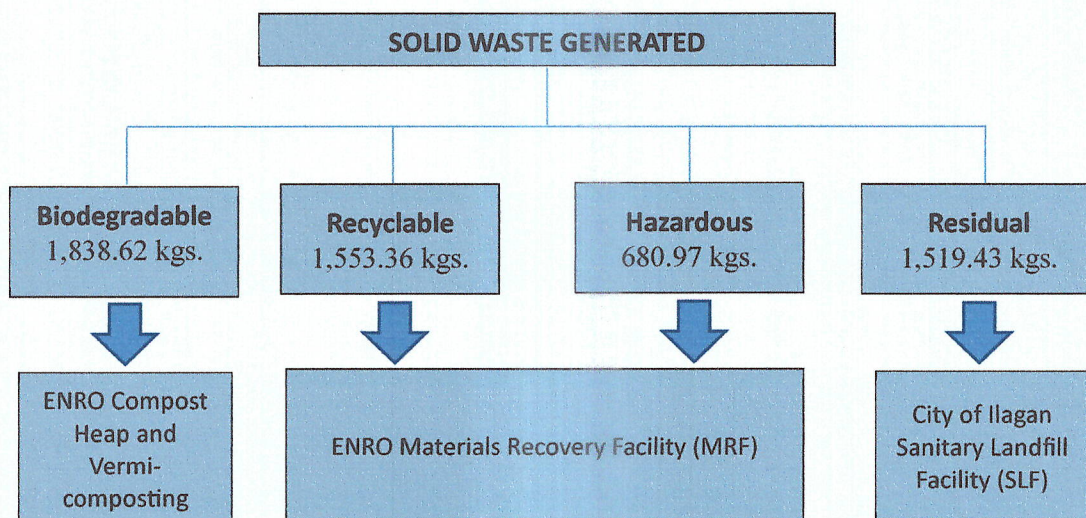 SOLID WASTE GENERATED
Biodegradable
1,838.62 kgs.
Recyclable
1,553.36 kgs.
Hazardous
680.97 kgs.
Residual
1,519.43 kgs.
ENRO Compost
Heap and
Vermi-
composting
ENRO Materials Recovery Facility (MRF)
City of Ilagan
Sanitary Landfill
Facility (SLF)